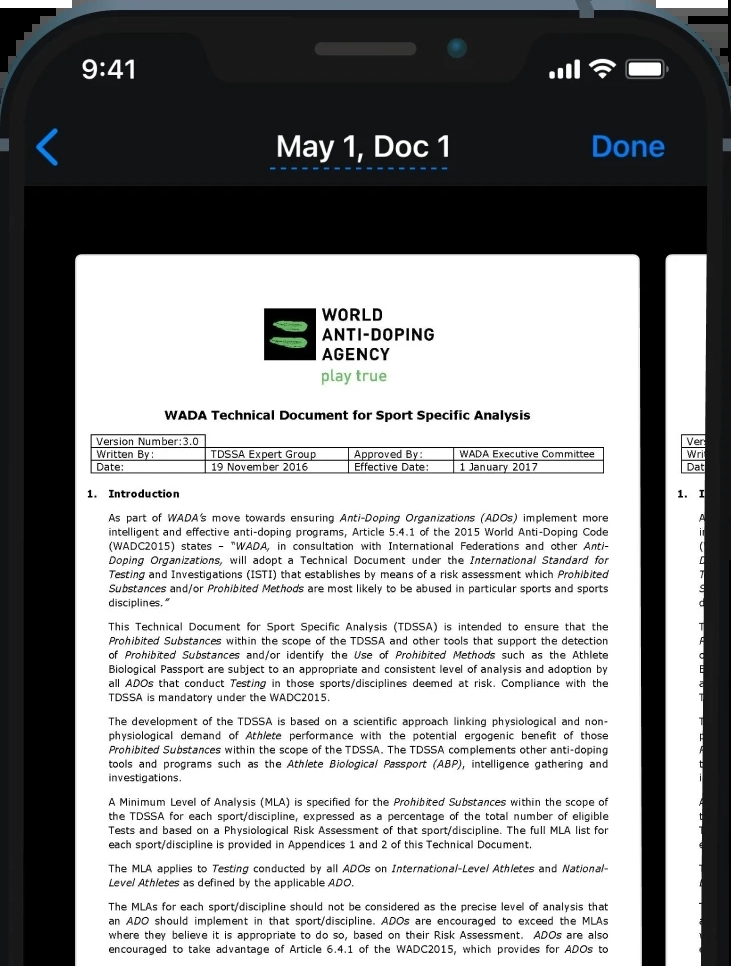 9:41
May 1, Doc 1
Done
WORLD
ANTI-DOPING
AGENCY
play true
WADA Technical Document for Sport Specific Analysis
Version Number:3.0
Written By: TDSSA Expert Group Approved By: WADA Executive Committee
Date: 19 November 2016 Effective Date: 1 January 2017
1. Introduction
As part of WADA's move towards ensuring Anti-Doping Organizations (ADOs) implement more
intelligent and effective anti-doping programs, Article 5.4.1 of the 2015 World Anti-Doping Code
(WADC2015) states – "WADA, in consultation with International Federations and other Anti-
Doping Organizations, will adopt a Technical Document under the International Standard for
Testing and Investigations (ISTI) that establishes by means of a risk assessment which Prohibited
Substances and/or Prohibited Methods are most likely to be abused in particular sports and sports
disciplines."
This Technical Document for Sport Specific Analysis (TDSSA) is intended to ensure that the
Prohibited Substances within the scope of the TDSSA and other tools that support the detection
of Prohibited Substances and/or identify the Use of Prohibited Methods such as the Athlete
Biological Passport are subject to an appropriate and consistent level of analysis and adoption by
all ADOs that conduct Testing in those sports/disciplines deemed at risk. Compliance with the
TDSSA is mandatory under the WADC2015.
The development of the TDSSA is based on a scientific approach linking physiological and non-
physiological demand of Athlete performance with the potential ergogenic benefit of those
Prohibited Substances within the scope of the TDSSA. The TDSSA complements other anti-doping
tools and programs such as the Athlete Biological Passport (ABP), intelligence gathering and
investigations.
A Minimum Level of Analysis (MLA) is specified for the Prohibited Substances within the scope of
the TDSSA for each sport/discipline, expressed as a percentage of the total number of eligible
Tests and based on a Physiological Risk Assessment of that sport/discipline. The full MLA list for
each sport/discipline is provided in Appendices 1 and 2 of this Technical Document.
The MLA applies to Testing conducted by all ADOs on International-Level Athletes and National-
Level Athletes as defined by the applicable ADO.
The MLAs for each sport/discipline should not be considered as the precise level of analysis that
an ADO should implement in that sport/discipline. ADOs are encouraged to exceed the MLAs
where they believe it is appropriate to do so, based on their Risk Assessment. ADOs are also
encouraged to take advantage of Article 6.4.1 of the WADC2015, which provides for ADOs to